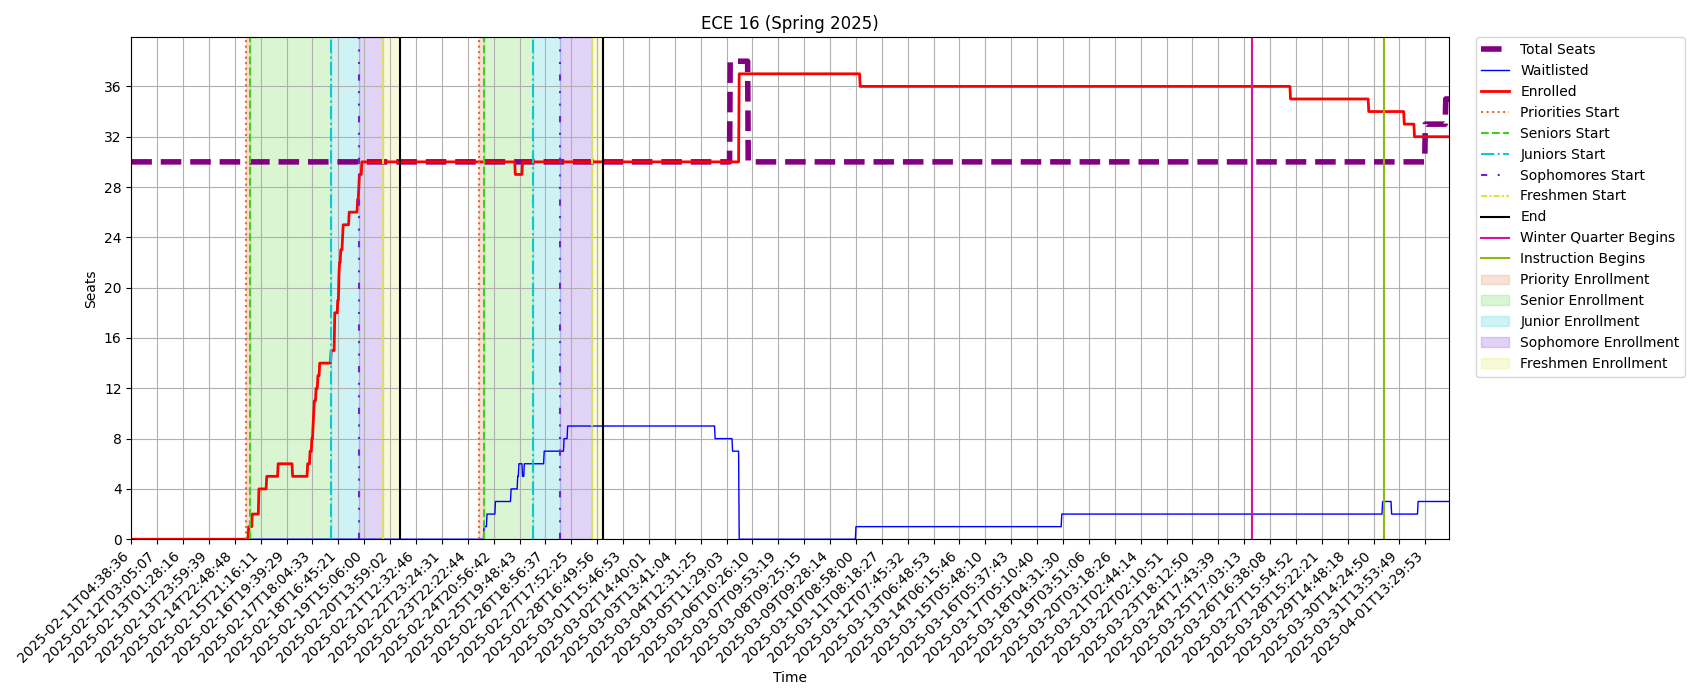 ECE 16 (Spring 2025)
Seats
36
32
28
24
20
16
12
8
4
0
2025-02-11T04:38:36
2025-02-12T03:05:07
2025-02-13T01:28:16
2025-02-13T23:59:39
2025-02-14T22:48:48
2025-02-15T21:16:11
2025-02-16T19:39:29
2025-02-17T18:04:33
2025-02-18T16:45:21
2025-02-19T15:06:00
2025-02-20T13:59:02
2025-02-21T12:32:46
2025-02-23T12:24:31
2025-02-23T22:22:44
2025-02-24T20:56:42
2025-02-25T19:48:43
2025-02-26T18:56:37
2025-02-27T17:52:25
2025-02-28T16:49:56
2025-03-01T15:46:53
2025-03-02T14:40:01
2025-03-03T13:41:04
2025-03-04T12:31:25
2025-03-05T11:29:03
2025-03-06T10:26:10
2025-03-07T09:53:19
2025-03-08T09:25:15
2025-03-09T09:28:14
2025-03-10T08:58:00
2025-03-11T08:18:27
2025-03-12T07:45:32
2025-03-13T06:48:53
2025-03-14T06:15:46
2025-03-15T05:48:10
2025-03-16T05:37:43
2025-03-17T05:10:40
2025-03-18T04:31:30
2025-03-19T03:51:06
2025-03-20T03:18:26
2025-03-21T02:44:14
2025-03-22T02:10:51
2025-03-23T18:12:50
2025-03-24T17:43:39
2025-03-25T17:03:13
2025-03-26T16:38:08
2025-03-27T15:54:52
2025-03-28T15:22:21
2025-03-29T14:48:18
2025-03-30T14:24:50
2025-03-31T13:53:49
2025-04-01T13:29:53
Time
Total Seats
Waitlisted
Enrolled
Priorities Start
Seniors Start
Juniors Start
Sophomores Start
Freshmen Start
End
Winter Quarter Begins
Instruction Begins
Priority Enrollment
Senior Enrollment
Junior Enrollment
Sophomore Enrollment
Freshmen Enrollment